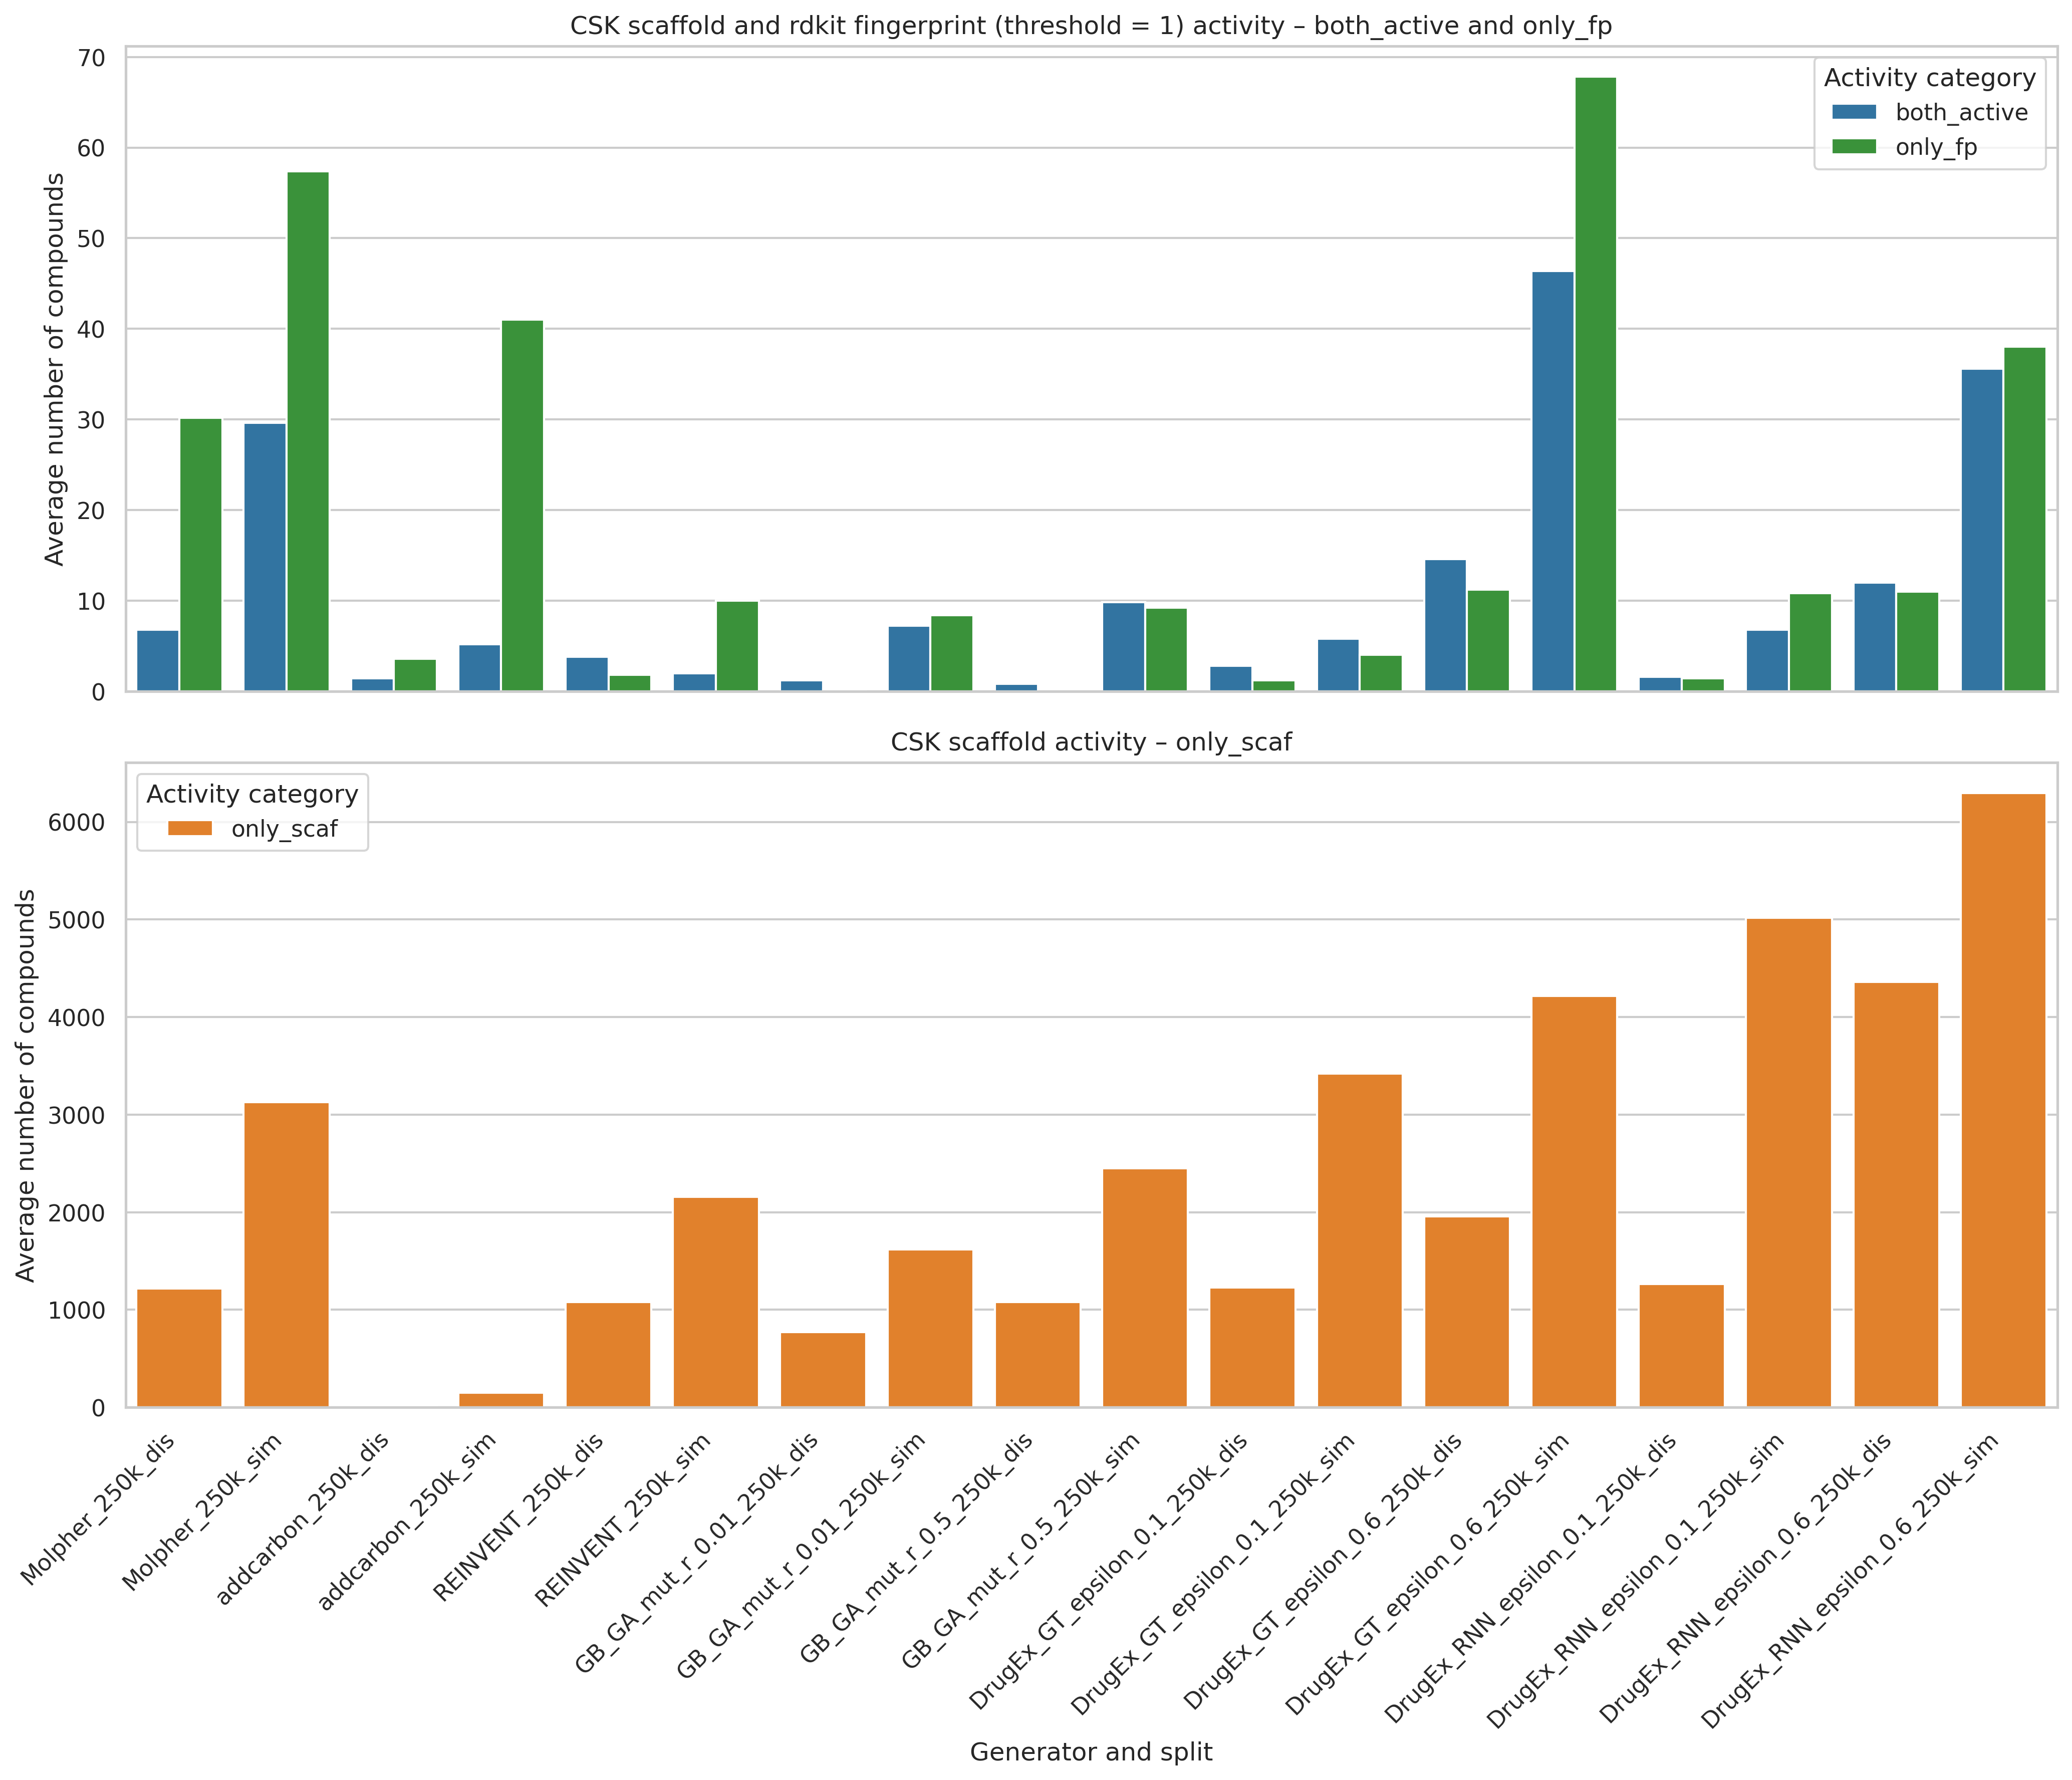 CSK scaffold and rdkit fingerprint (threshold = 1) activity – both_active and only_fp
Average number of compounds
70
60
50
40
30
20
10
0
Activity category
both_active
only_fp
CSK scaffold activity – only_scaf
Average number of compounds
6000
5000
4000
3000
2000
1000
0
Activity category
only_scaf
Molpher_250k_dis
Molpher_250k_sim
addcarbon_250k_dis
addcarbon_250k_sim
REINVENT_250k_dis
REINVENT_250k_sim
GB_GA_mut_r_0.01_250k_dis
GB_GA_mut_r_0.01_250k_sim
GB_GA_mut_r_0.5_250k_dis
GB_GA_mut_r_0.5_250k_sim
DrugEx_GT_epsilon_0.1_250k_dis
DrugEx_GT_epsilon_0.1_250k_sim
DrugEx_GT_epsilon_0.6_250k_dis
DrugEx_GT_epsilon_0.6_250k_sim
DrugEx_RNN_epsilon_0.1_250k_dis
DrugEx_RNN_epsilon_0.1_250k_sim
DrugEx_RNN_epsilon_0.6_250k_dis
DrugEx_RNN_epsilon_0.6_250k_sim
Generator and split